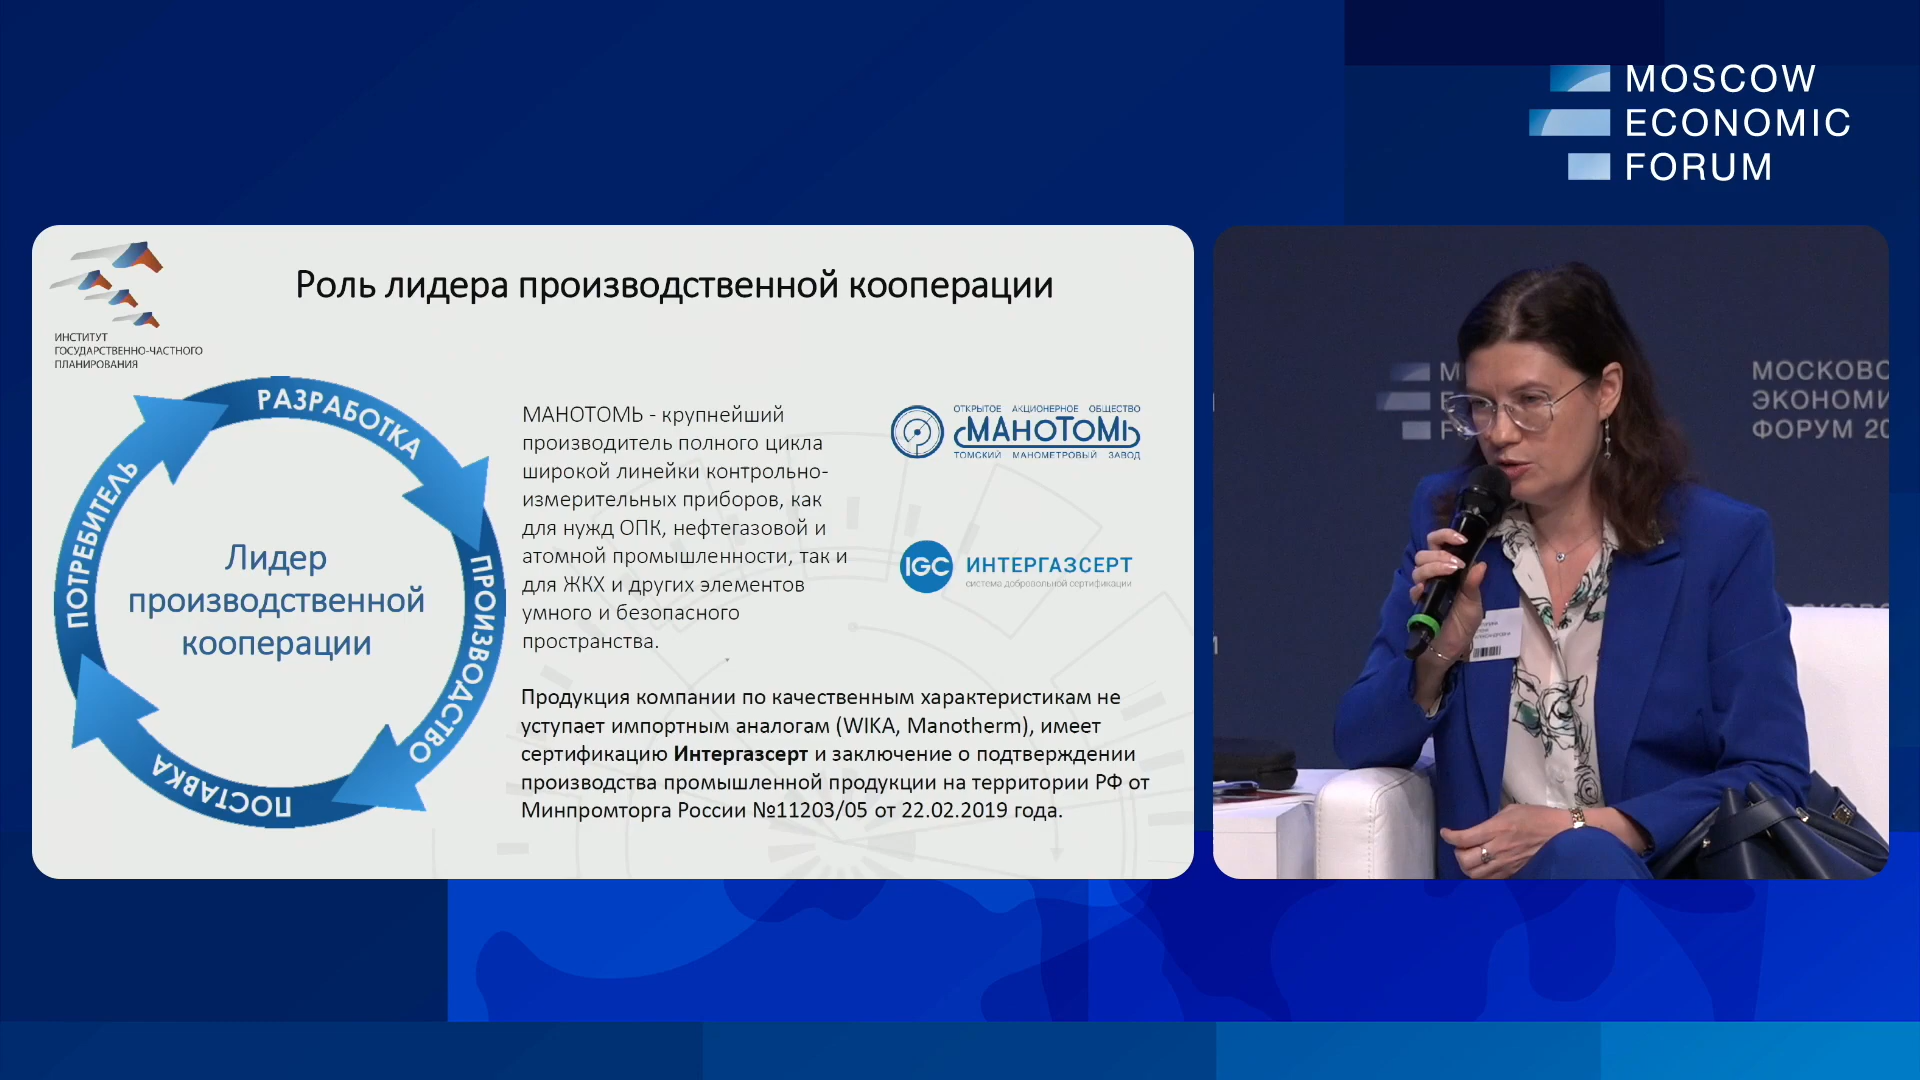 MOSCOW
ECONOMIC
FORUM
ИНСТИТУТ
ГОСУДАРСТВЕННО-ЧАСТНОГО
ПЛАНИРОВАНИЯ
Роль лидера производственной кооперации
РАЗРАБОТКА
ПРОИЗВОДСТВО
ПОСТАВКА
ПОТРЕБИТЕЛЬ
Лидер
производственной
кооперации
МАНОТОМЬ - крупнейший
производитель полного цикла
широкой линейки контрольно-
измерительных приборов, как
для нужд ОПК, нефтегазовой и
атомной промышленности, так и
для ЖКХ и других элементов
умного и безопасного
пространства.
ОТКРЫТОЕ АКЦИОНЕРНОЕ ОБЩЕСТВО
МАНОТОМЬ
ТОМСКИЙ МАНОМЕТРОВЫЙ ЗАВОД
IGC ИНТЕРГАЗСЕРТ
система добровольной сертификации
Продукция компании по качественным характеристикам не
уступает импортным аналогам (WIKA, Manotherm), имеет
сертификацию Интергазсерт и заключение о подтверждении
производства промышленной продукции на территории РФ от
Минпромторга России №11203/05 от 22.02.2019 года.
МОСКОВС
ЭКОНОМИ
ФОРУМ 20